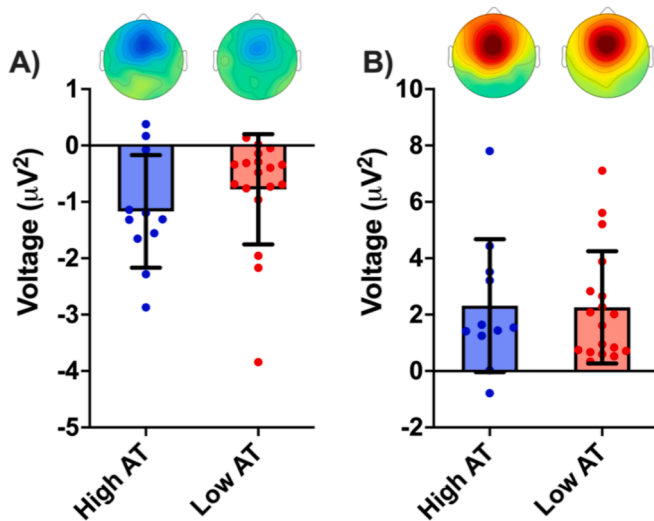 A)
Voltage (μV²)
1
0
-1
-2
-3
-4
-5
High AT
Low AT
B)
Voltage (μV²)
10
8
6
4
2
0
-2
High AT
Low AT